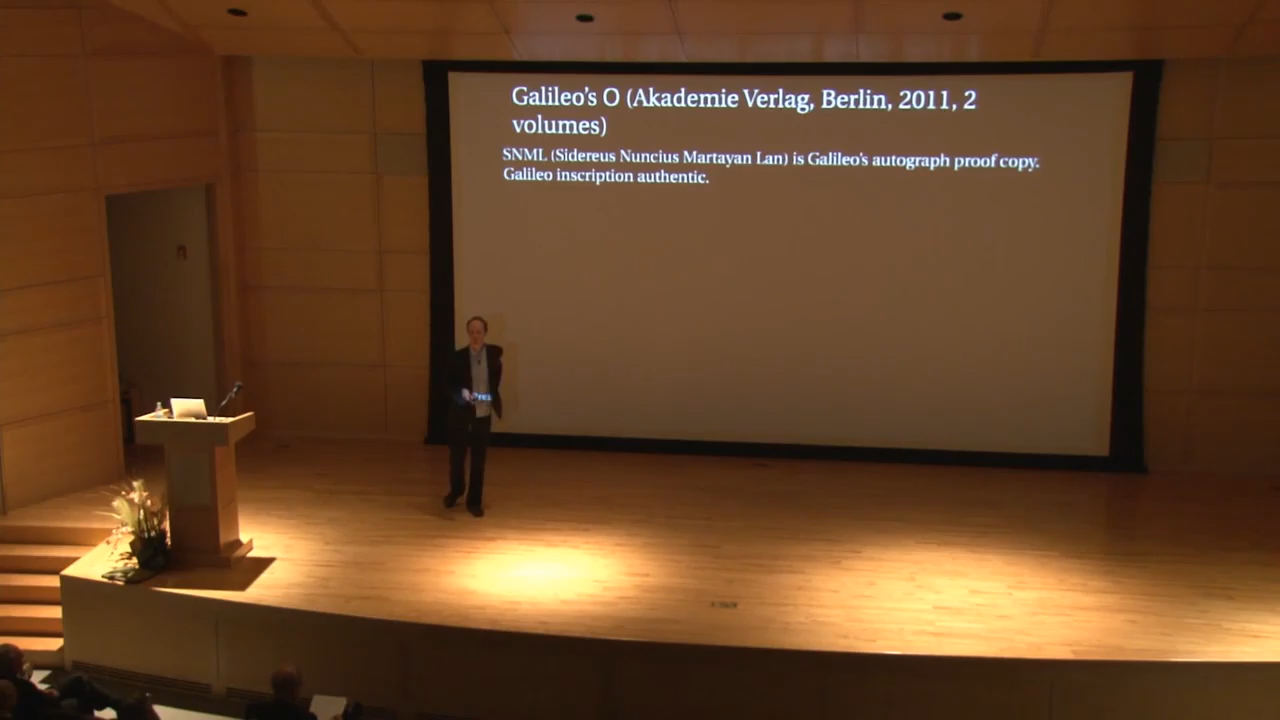 Galileo's O (Akademie Verlag, Berlin, 2011, 2
volumes)
SNML (Sidereus Nuncius Martayan Lan) is Galileo's autograph proof copy.
Galileo inscription authentic.